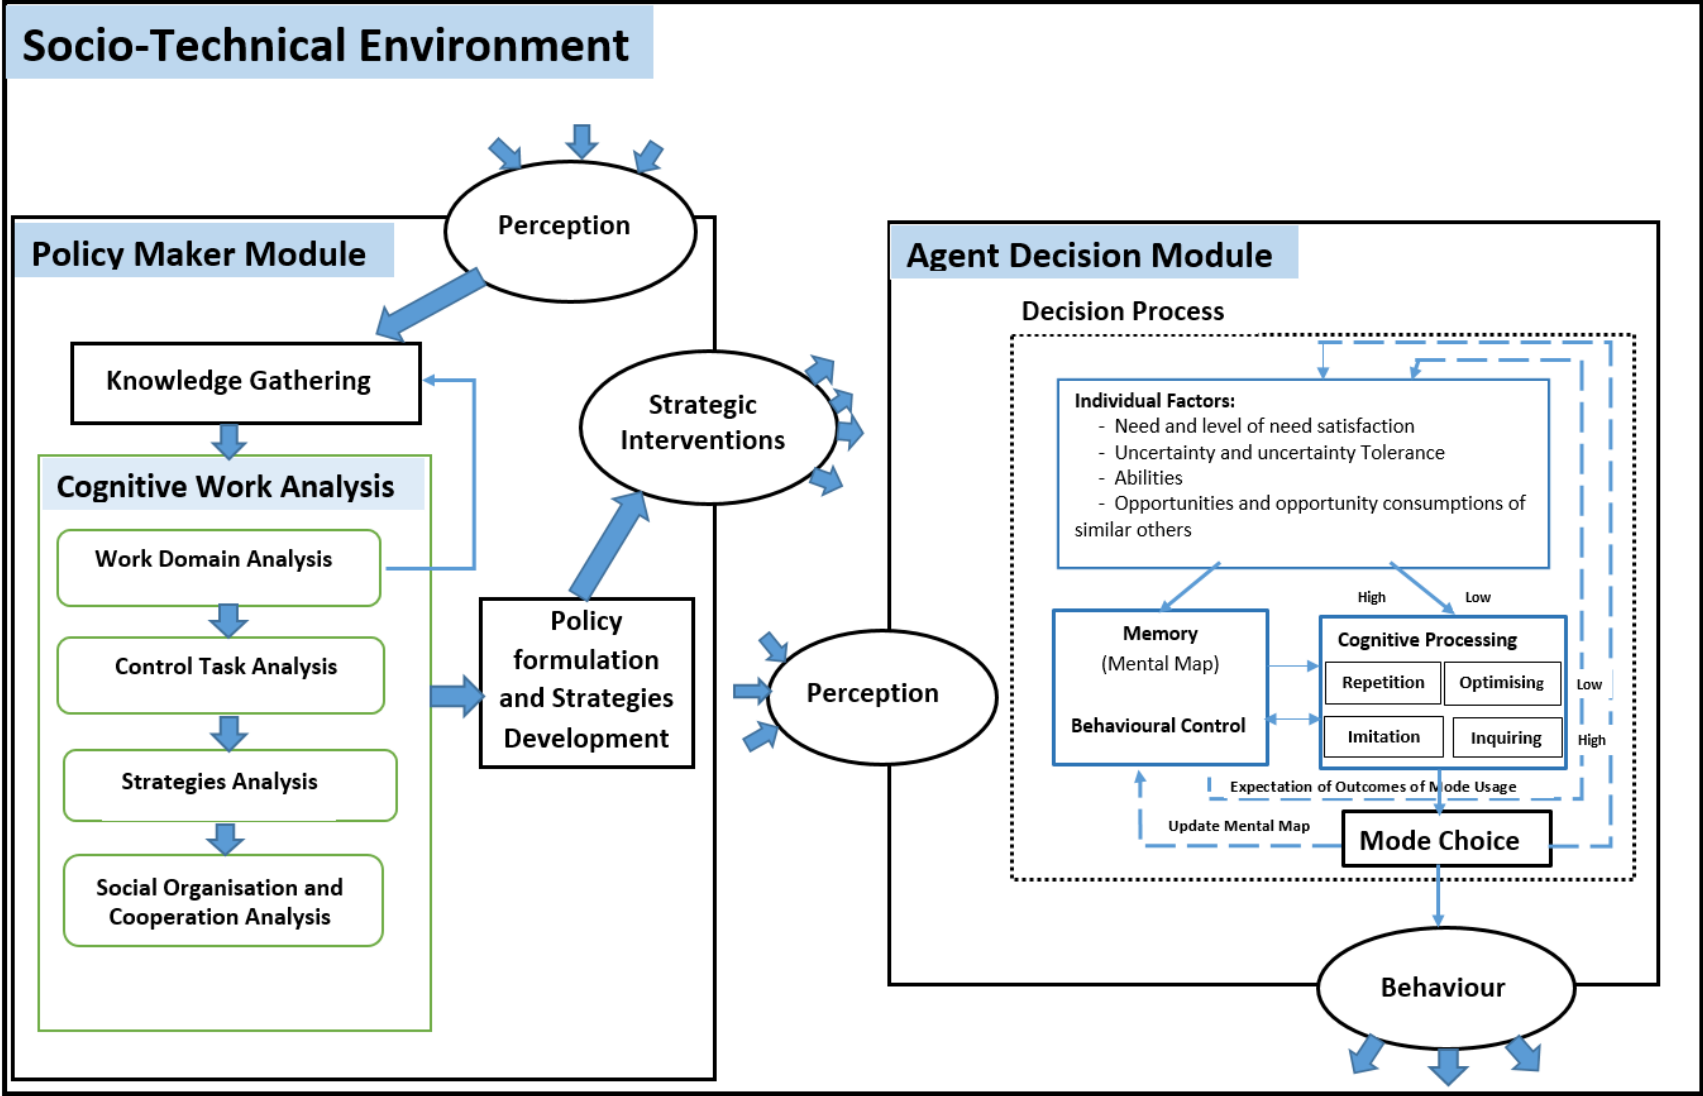 Socio-Technical Environment
Perception
Policy Maker Module
Knowledge Gathering
Cognitive Work Analysis
Work Domain Analysis
Control Task Analysis
Strategies Analysis
Social Organisation and
Cooperation Analysis
Strategic
Interventions
Policy
formulation
and Strategies
Development
Perception
Agent Decision Module
Decision Process
Individual Factors:
- Need and level of need satisfaction
- Uncertainty and uncertainty Tolerance
- Abilities
- Opportunities and opportunity consumptions of
similar others
High
Low
Memory
(Mental Map)
Behavioural Control
Cognitive Processing
Repetition
Optimising
Imitation
Inquiring
Low
High
Expectation of Outcomes of Mode Usage
Update Mental Map
Mode Choice
Behaviour